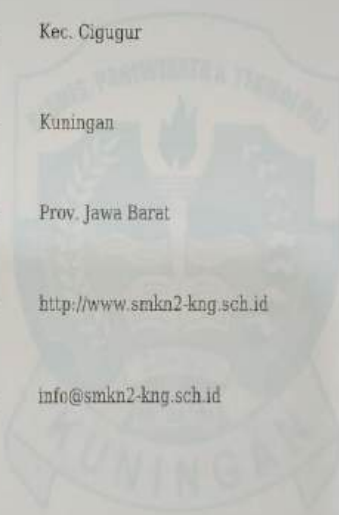 Kec. Cigugur
Kuningan
Prov. Jawa Barat
http://www.smkn2-kng.sch.id
info@smkn2-kng.sch.id
KUNINGAN